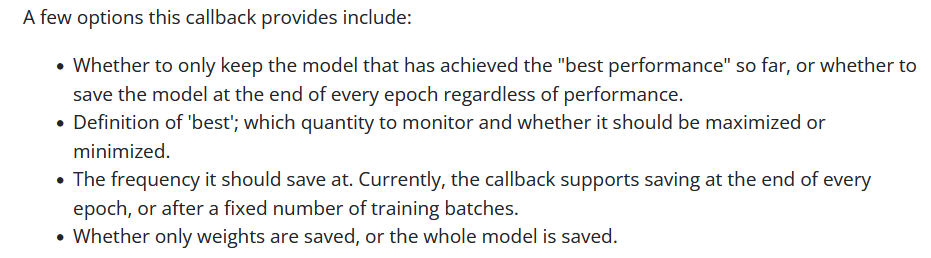 A few options this callback provides include:
• Whether to only keep the model that has achieved the "best performance" so far, or whether to
save the model at the end of every epoch regardless of performance.
• Definition of 'best'; which quantity to monitor and whether it should be maximized or
minimized.
• The frequency it should save at. Currently, the callback supports saving at the end of every
epoch, or after a fixed number of training batches.
• Whether only weights are saved, or the whole model is saved.